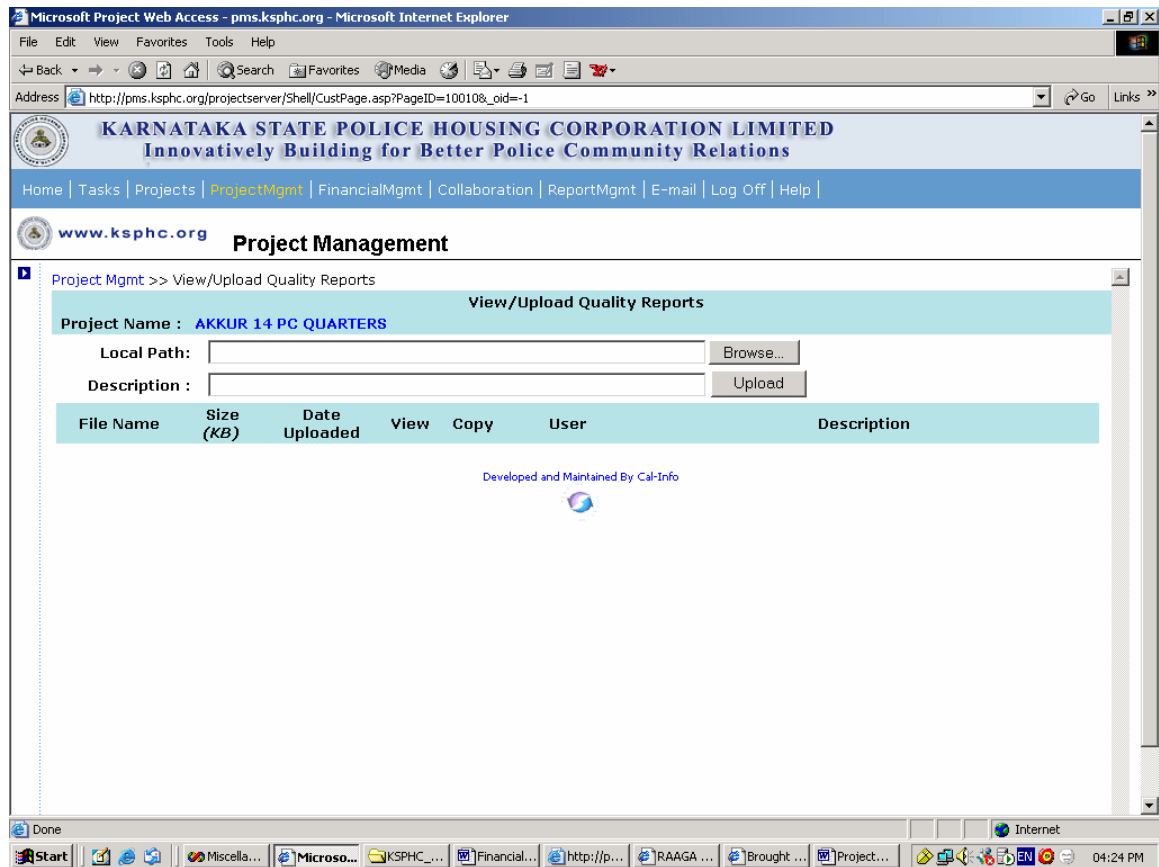 Microsoft Project Web Access - pms.ksphc.org - Microsoft Internet Explorer
File Edit View Favorites Tools Help
Back Search Favorites Media
Address http://pms.ksphc.org/projectserver/Shell/CustPage.asp?PageID=10010&_oid=-1 Go Links »
KARNATAKA STATE POLICE HOUSING CORPORATION LIMITED
Innovatively Building for Better Police Community Relations
Home | Tasks | Projects | ProjectMgmt | FinancialMgmt | Collaboration | ReportMgmt | E-mail | Log Off | Help |
www.ksphc.org Project Management
Project Mgmt >> View/Upload Quality Reports
View/Upload Quality Reports
Project Name : AKKUR 14 PC QUARTERS
Local Path: Browse...
Description : Upload
File Name Size (KB) Date Uploaded View Copy User Description
Developed and Maintained By Cal-Info
Done Internet
Start Miscella... Microso... KSPHC_... Financial... http://p... RAAGA ... Brought ... Project... EN 04:24 PM